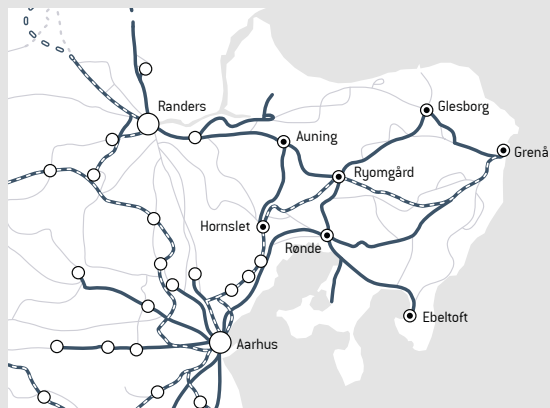 Randers
Glesborg
Auning
Grenå
Ryomgård
Hornslet
Rønde
Ebeltoft
Aarhus